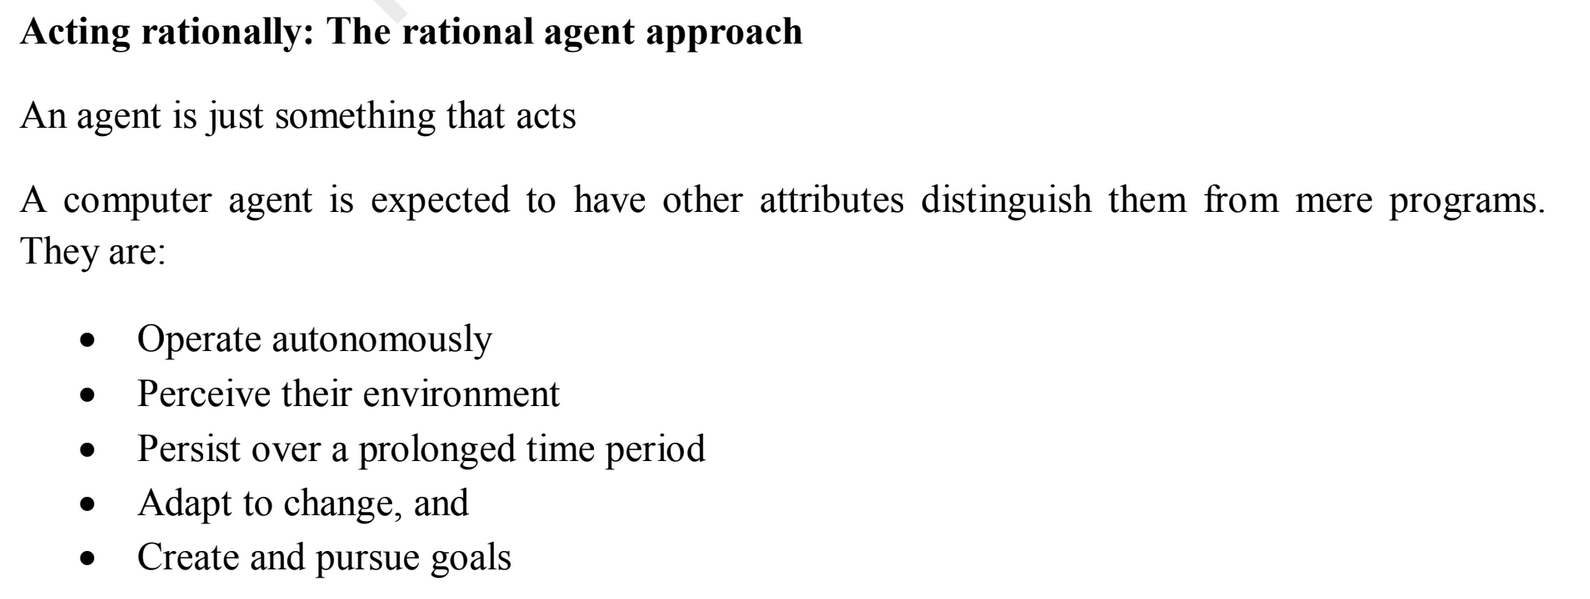 Acting rationally: The rational agent approach
An agent is just something that acts
A computer agent is expected to have other attributes distinguish them from mere programs.
They are:
• Operate autonomously
• Perceive their environment
• Persist over a prolonged time period
• Adapt to change, and
• Create and pursue goals